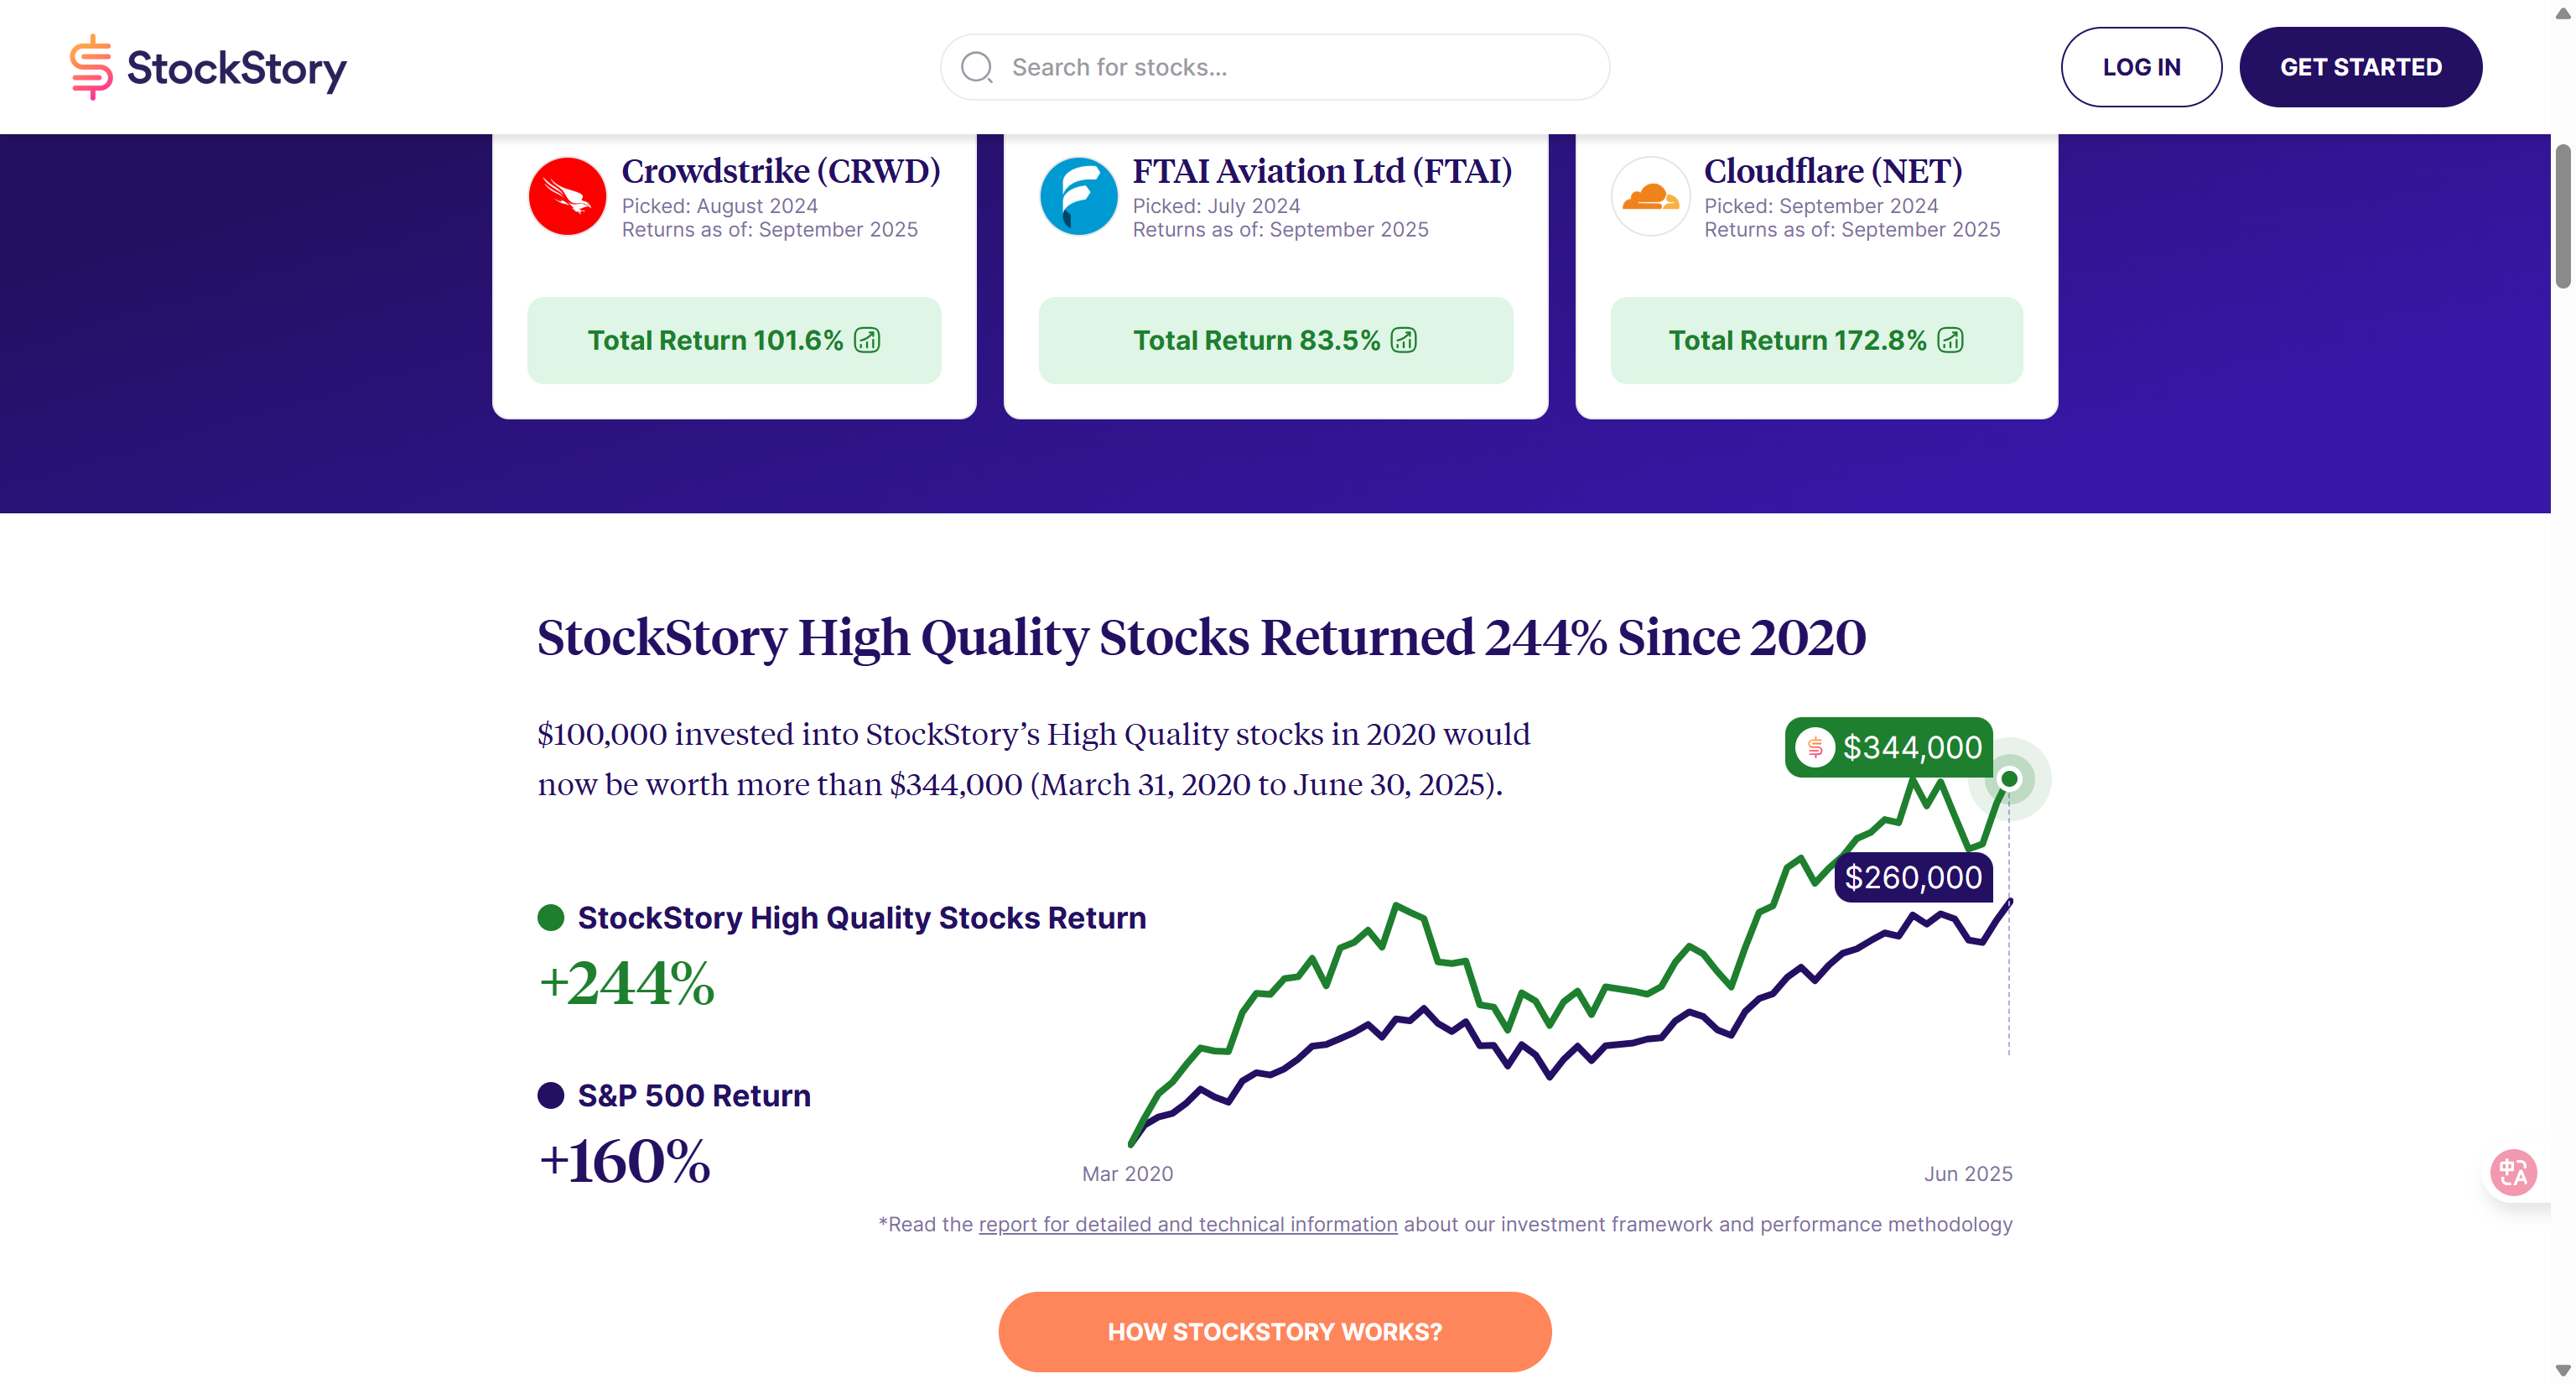 StockStory
Search for stocks...
LOG IN
GET STARTED
Crowdstrike (CRWD)
Picked: August 2024
Returns as of: September 2025
Total Return 101.6%
FTAI Aviation Ltd (FTAI)
Picked: July 2024
Returns as of: September 2025
Total Return 83.5%
Cloudflare (NET)
Picked: September 2024
Returns as of: September 2025
Total Return 172.8%
StockStory High Quality Stocks Returned 244% Since 2020
$100,000 invested into StockStory’s High Quality stocks in 2020 would
now be worth more than $344,000 (March 31, 2020 to June 30, 2025).
StockStory High Quality Stocks Return
+244%
S&P 500 Return
+160%
$344,000
$260,000
Mar 2020
Jun 2025
*Read the report for detailed and technical information about our investment framework and performance methodology
HOW STOCKSTORY WORKS?
中A